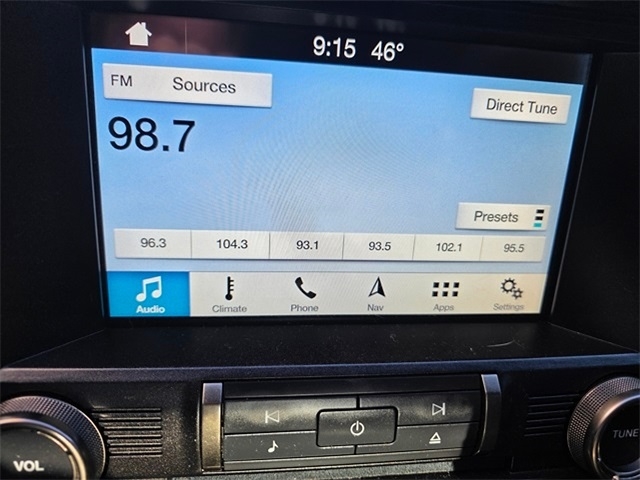 9:15 46°
FM Sources
Direct Tune
98.7
Presets
96.3 104.3 93.1 93.5 102.1 95.5
Audio Climate Phone Nav Apps Settings
VOL
TUNE